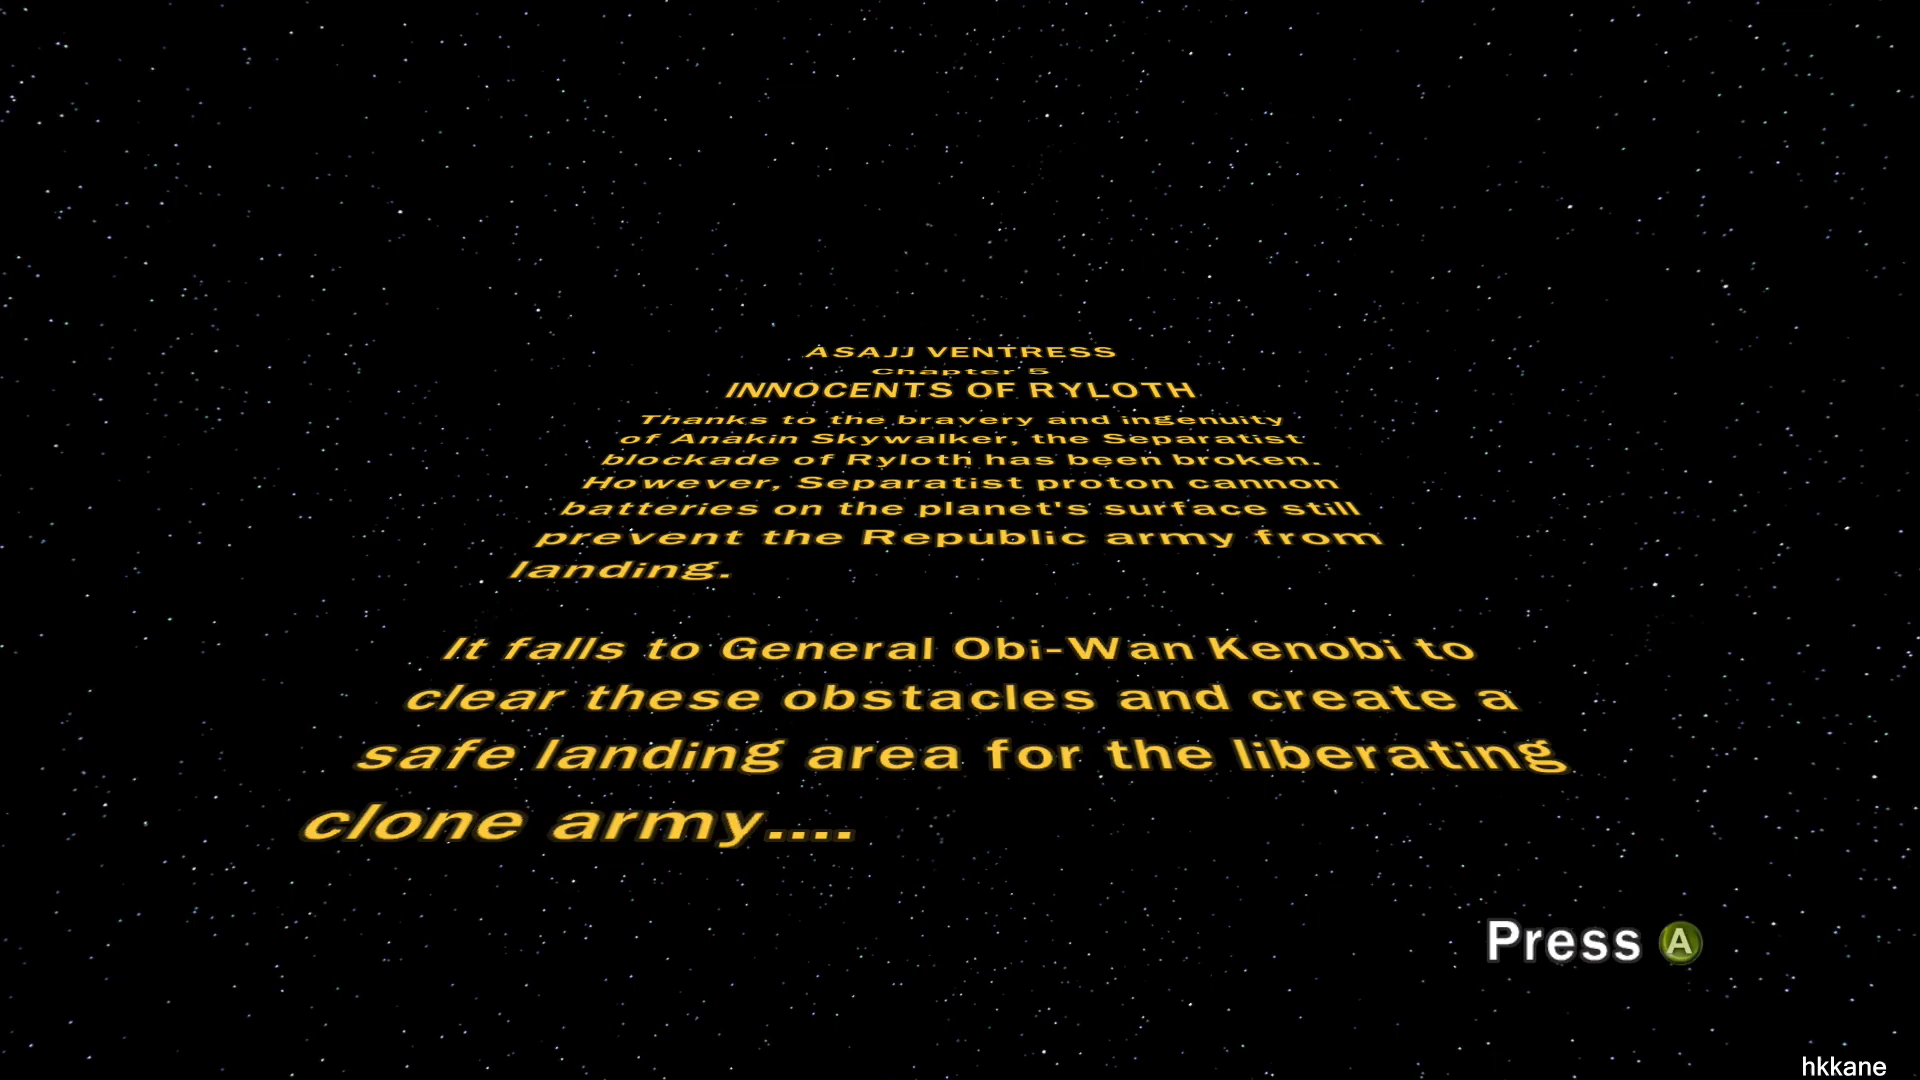 ASAJJ VENTRESS
Chapter 5
INNOCENTS OF RYLOTH
Thanks to the bravery and ingenuity
of Anakin Skywalker, the Separatist
blockade of Ryloth has been broken.
However, Separatist proton cannon
batteries on the planet's surface still
prevent the Republic army from
landing.
It falls to General Obi-Wan Kenobi to
clear these obstacles and create a
safe landing area for the liberating
clone army....
Press A
hkkane